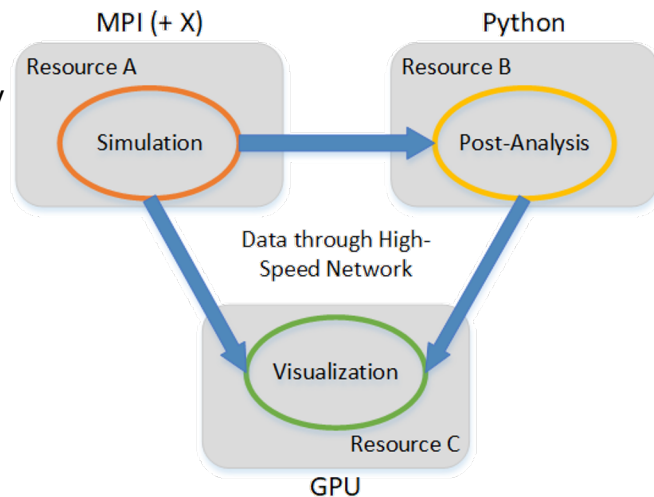 MPI (+ X)
Python
Resource A
Resource B
Simulation
Post-Analysis
Data through High-
Speed Network
Visualization
Resource C
GPU